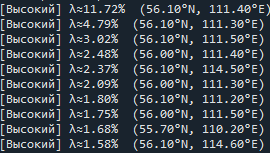 [Высокий] λ≈11.72% (56.10°N, 111.40°E)
[Высокий] λ≈4.79% (56.10°N, 111.30°E)
[Высокий] λ≈3.02% (56.10°N, 111.50°E)
[Высокий] λ≈2.48% (56.00°N, 111.40°E)
[Высокий] λ≈2.37% (56.10°N, 114.50°E)
[Высокий] λ≈2.09% (56.00°N, 111.30°E)
[Высокий] λ≈1.80% (56.10°N, 111.20°E)
[Высокий] λ≈1.75% (56.00°N, 111.50°E)
[Высокий] λ≈1.68% (55.70°N, 110.20°E)
[Высокий] λ≈1.58% (56.10°N, 114.60°E)